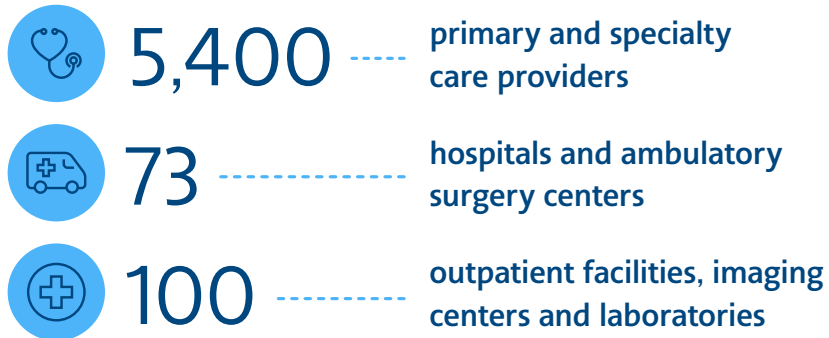 5,400
primary and specialty
care providers
73
hospitals and ambulatory
surgery centers
100
outpatient facilities, imaging
centers and laboratories